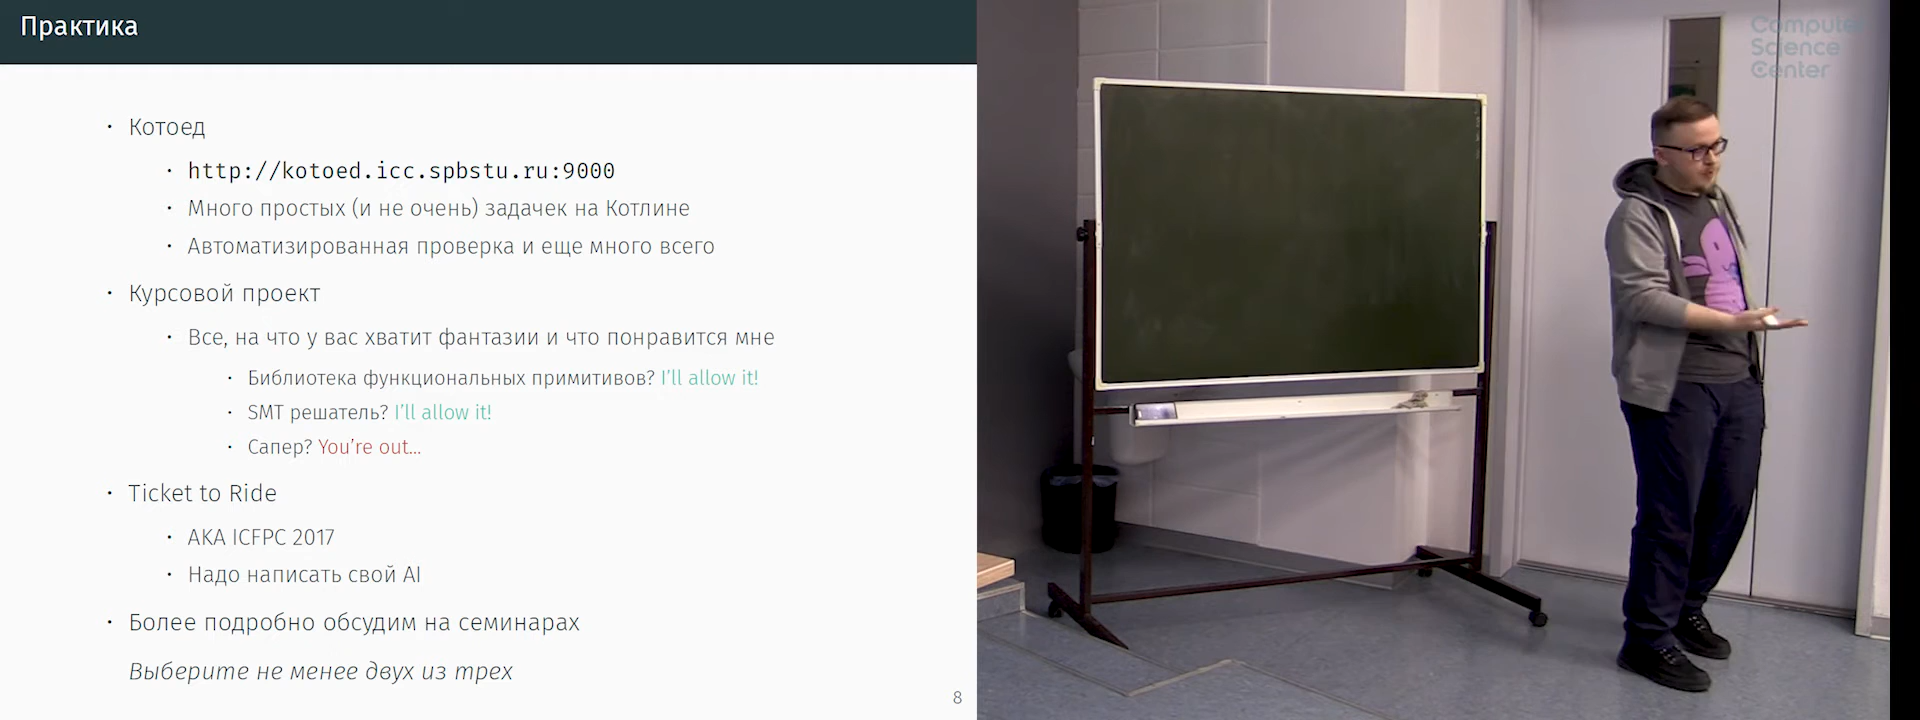 Практика
Computer
Science
Center
• Котоед
• http://kotoed.icc.spbstu.ru:9000
• Много простых (и не очень) задачек на Котлине
• Автоматизированная проверка и еще много всего
• Курсовой проект
• Все, на что у вас хватит фантазии и что понравится мне
• Библиотека функциональных примитивов? I'll allow it!
• SMT решатель? I'll allow it!
• Сапер? You're out...
• Ticket to Ride
• AKA ICFPC 2017
• Надо написать свой AI
• Более подробно обсудим на семинарах
Выберите не менее двух из трех
8